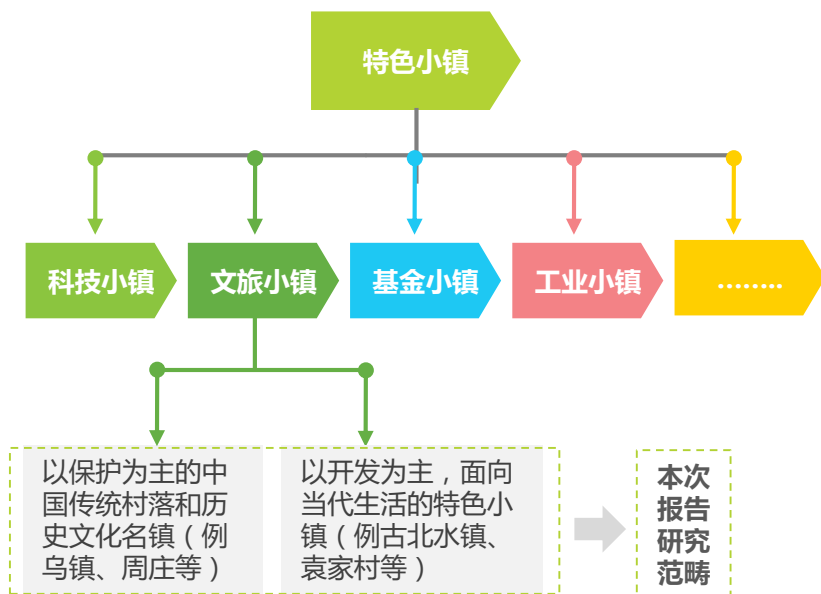 特色小镇
科技小镇
文旅小镇
基金小镇
工业小镇
........
以保护为主的中
国传统村落和历
史文化名镇（例
乌镇、周庄等）
以开发为主，面向
当代生活的特色小
镇（例古北水镇、
袁家村等）
本次
报告
研究
范畴